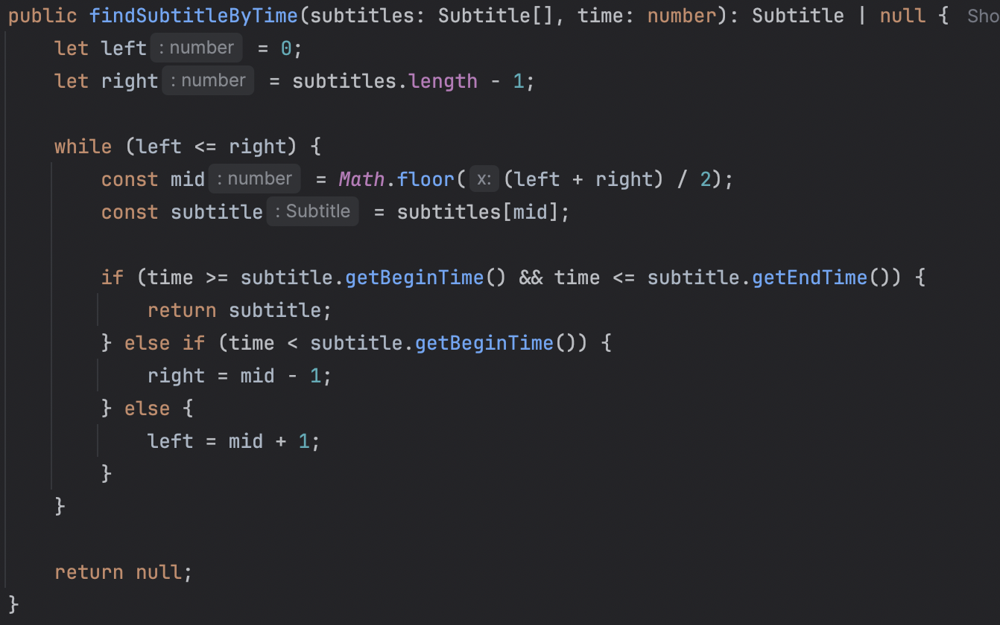 public findSubtitleByTime(subtitles: Subtitle[], time: number): Subtitle | null { Sho
let left : number = 0;
let right : number = subtitles.length - 1;
while (left <= right) {
const mid : number = Math.floor( x: (left + right) / 2);
const subtitle : Subtitle = subtitles[mid];
if (time >= subtitle.getBeginTime() && time <= subtitle.getEndTime()) {
return subtitle;
} else if (time < subtitle.getBeginTime()) {
right = mid - 1;
} else {
left = mid + 1;
}
}
return null;
}